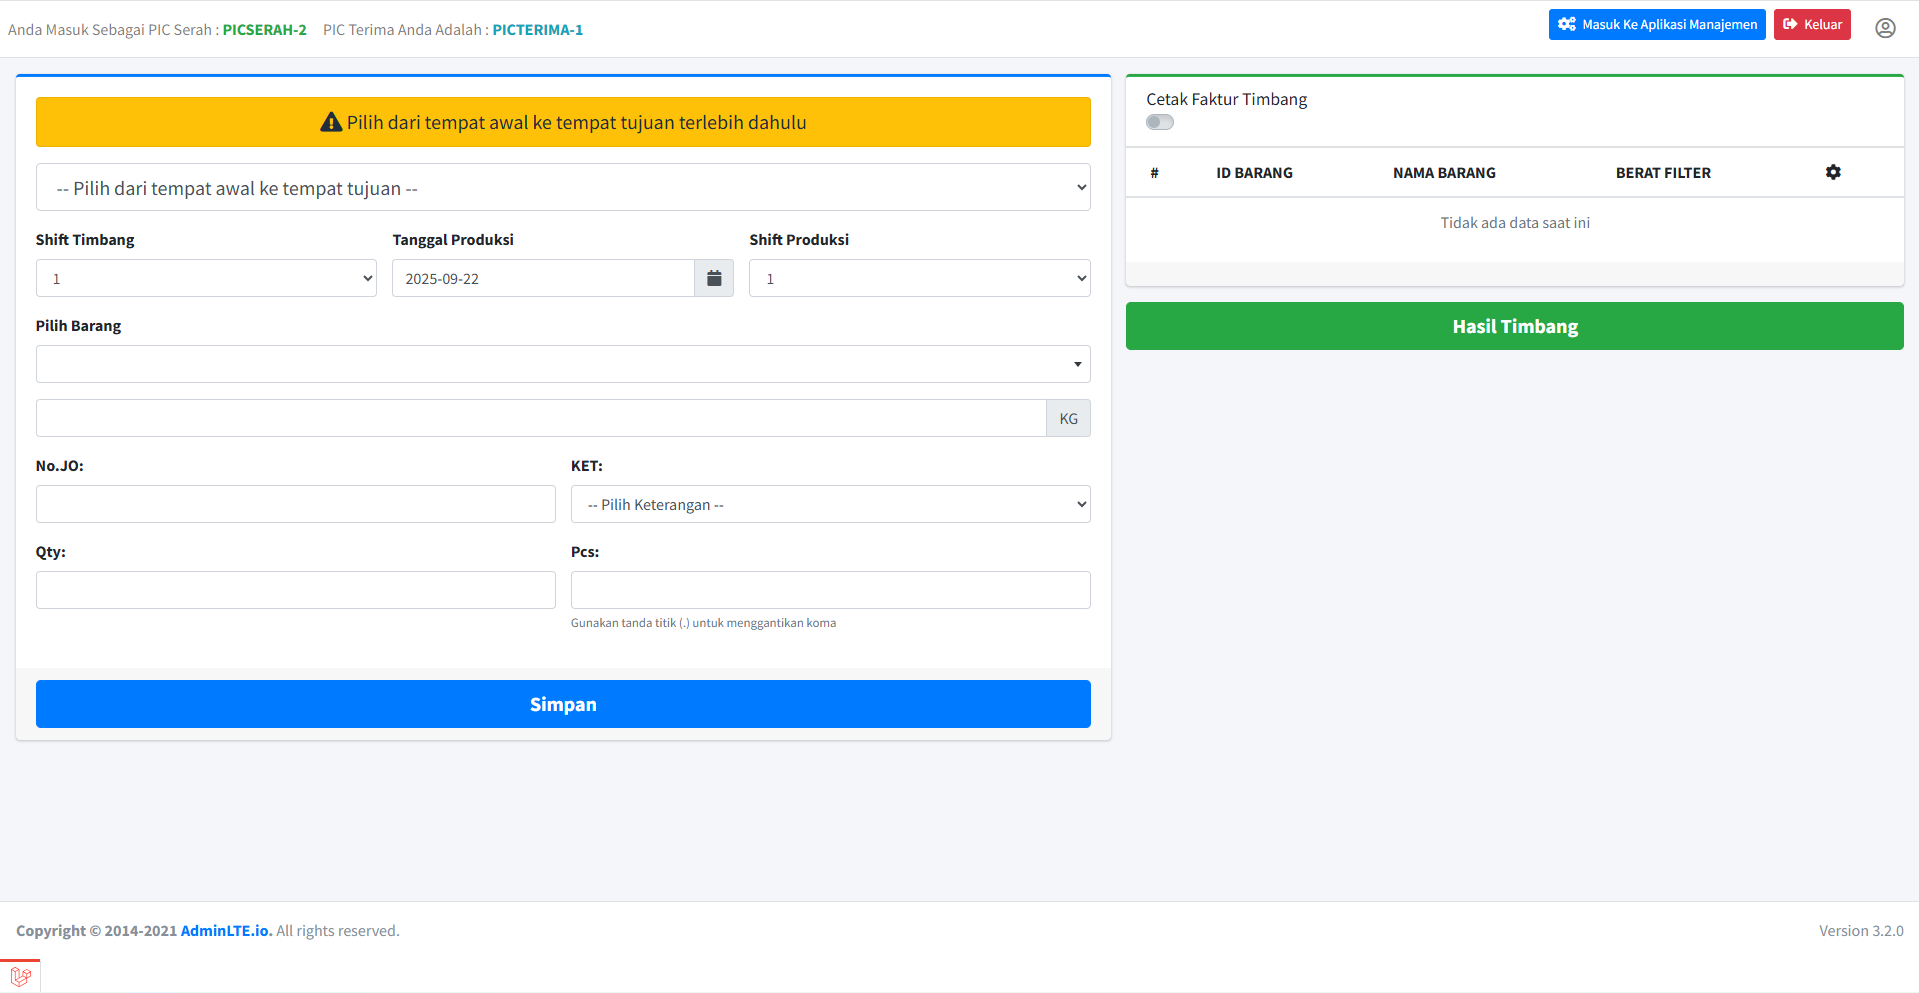 Anda Masuk Sebagai PIC Serah : PICSERAH-2 PIC Terima Anda Adalah : PICTERIMA-1
Masuk Ke Aplikasi Manajemen
Keluar
Pilih dari tempat awal ke tempat tujuan terlebih dahulu
-- Pilih dari tempat awal ke tempat tujuan --
Shift Timbang
Tanggal Produksi
Shift Produksi
1
2025-09-22
1
Pilih Barang
KG
No.JO:
KET:
-- Pilih Keterangan --
Qty:
Pcs:
Gunakan tanda titik (.) untuk menggantikan koma
Simpan
Cetak Faktur Timbang
# ID BARANG NAMA BARANG BERAT FILTER
Tidak ada data saat ini
Hasil Timbang
Copyright © 2014-2021 AdminLTE.io. All rights reserved.
Version 3.2.0